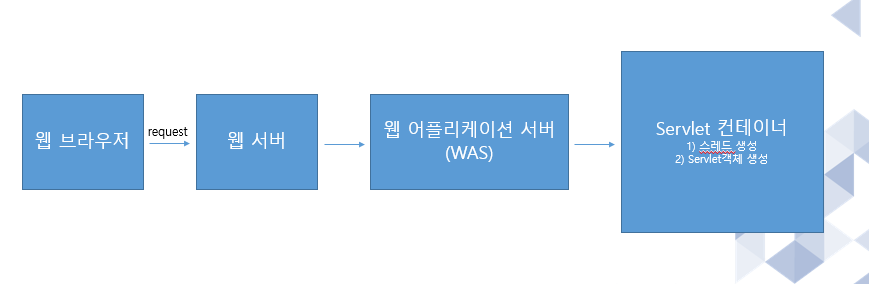 웹 브라우저
request
웹 서버
웹 어플리케이션 서버
(WAS)
Servlet 컨테이너
1) 스레드 생성
2) Servlet객체 생성